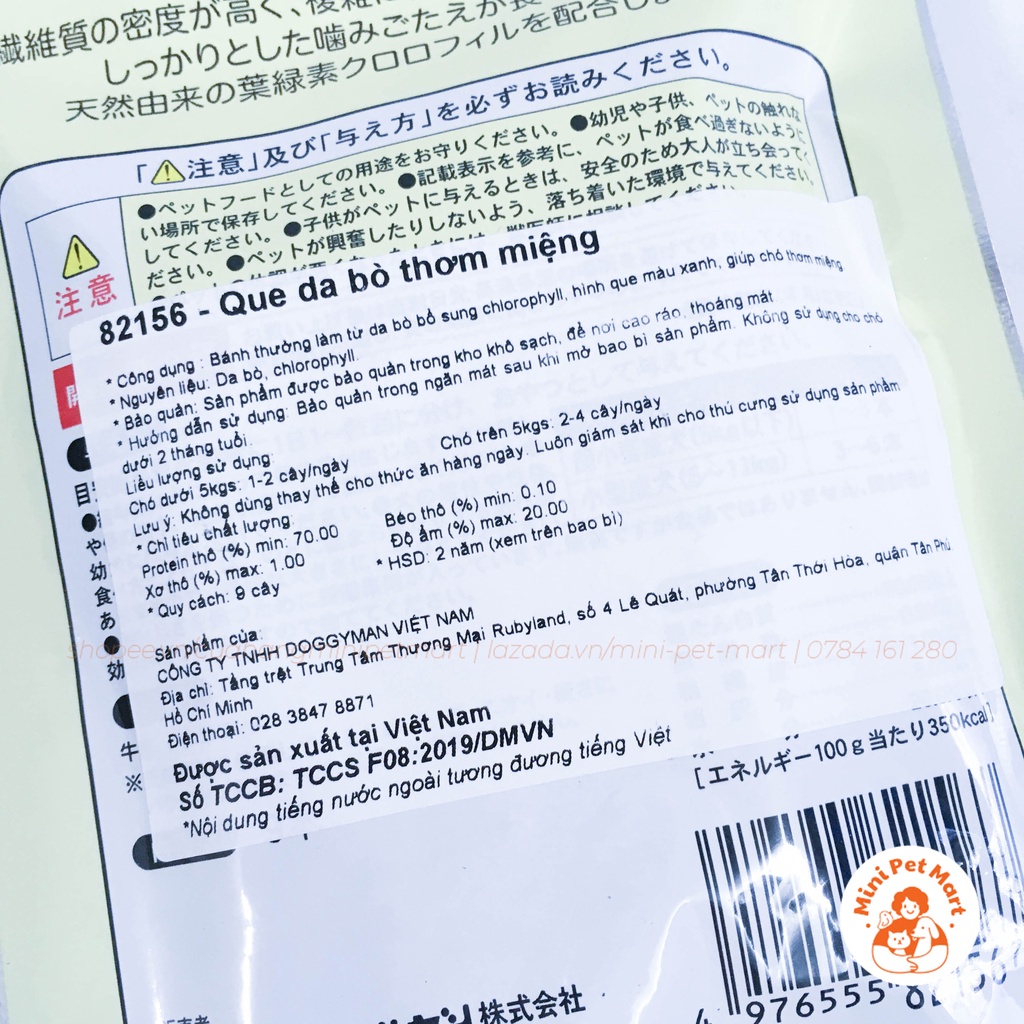 繊維質の密度が高く、
しっかりとした噛みごたえが
天然由来の葉緑素クロロフィルを配合し
「⚠注意」及び「与え方」を必ずお読みください。
注意
●ペットフードとしての用途をお守りください。●幼児や子供、ペットの触れな
い場所で保存してください。●記載表示を参考に、ペットが食べ過ぎないように
してください。●子供がペットに与えるときは、安全のため大人が立ち会ってく
ださい。●ペットが興奮したりしないよう、落ち着いた環境で与えてください。
82156 - Que da bò thơm miệng
* Công dụng : Bánh thường làm từ da bò bổ sung chlorophyll, hình que màu xanh, giúp chó thơm miệng
* Nguyên liệu: Da bò, chlorophyll.
* Bảo quản: Sản phẩm được bảo quản trong kho khô sạch, để nơi cao ráo, thoáng mát
* Hướng dẫn sử dụng: Bảo quản trong ngăn mát sau khi mở bao bì sản phẩm. Không sử dụng cho chó
dưới 2 tháng tuổi.
Liều lượng sử dụng:
Chó dưới 5kgs: 1-2 cây/ngày Chó trên 5kgs: 2-4 cây/ngày
Lưu ý: Không dùng thay thế cho thức ăn hàng ngày. Luôn giám sát khi cho thú cưng sử dụng sản phẩm
* Chỉ tiêu chất lượng:
Protein thô (%) min: 70.00 Béo thô (%) min: 0.10
Xơ thô (%) max: 1.00 Độ ẩm (%) max: 20.00
* Quy cách: 9 cây * HSD: 2 năm (xem trên bao bì)
Sản phẩm của:
CÔNG TY TNHH DOGGYMAN VIỆT NAM
Địa chỉ: Tầng trệt Trung Tâm Thương Mại Rubyland, số 4 Lê Quát, phường Tân Thới Hòa, quận Tân Phú,
Hồ Chí Minh
Điện thoại: 028 3847 8871
Được sản xuất tại Việt Nam
Số TCCB: TCCS F08:2019/DMVN
*Nội dung tiếng nước ngoài tương đương tiếng Việt
lazada.vn/mini-pet-mart | 0784 161 280
[エネルギー100g当たり350kcal]
株式会社
4 976555 82156
Mini Pet Mart